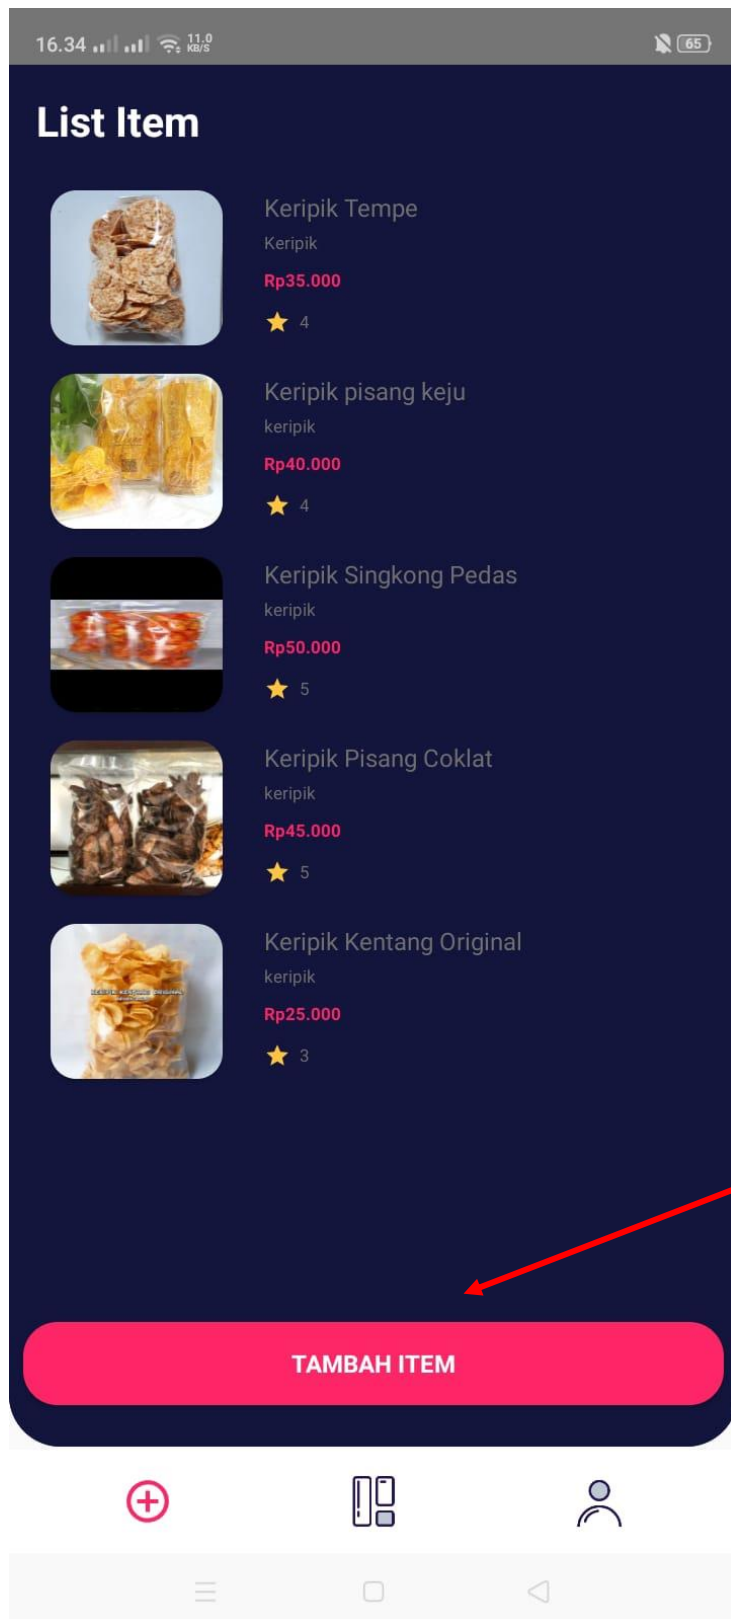 16.34
11.0
KB/S
65
List Item
Keripik Tempe
Keripik
Rp35.000
4
Keripik pisang keju
keripik
Rp40.000
4
Keripik Singkong Pedas
keripik
Rp50.000
5
Keripik Pisang Coklat
keripik
Rp45.000
5
Keripik Kentang Original
keripik
Rp25.000
3
TAMBAH ITEM